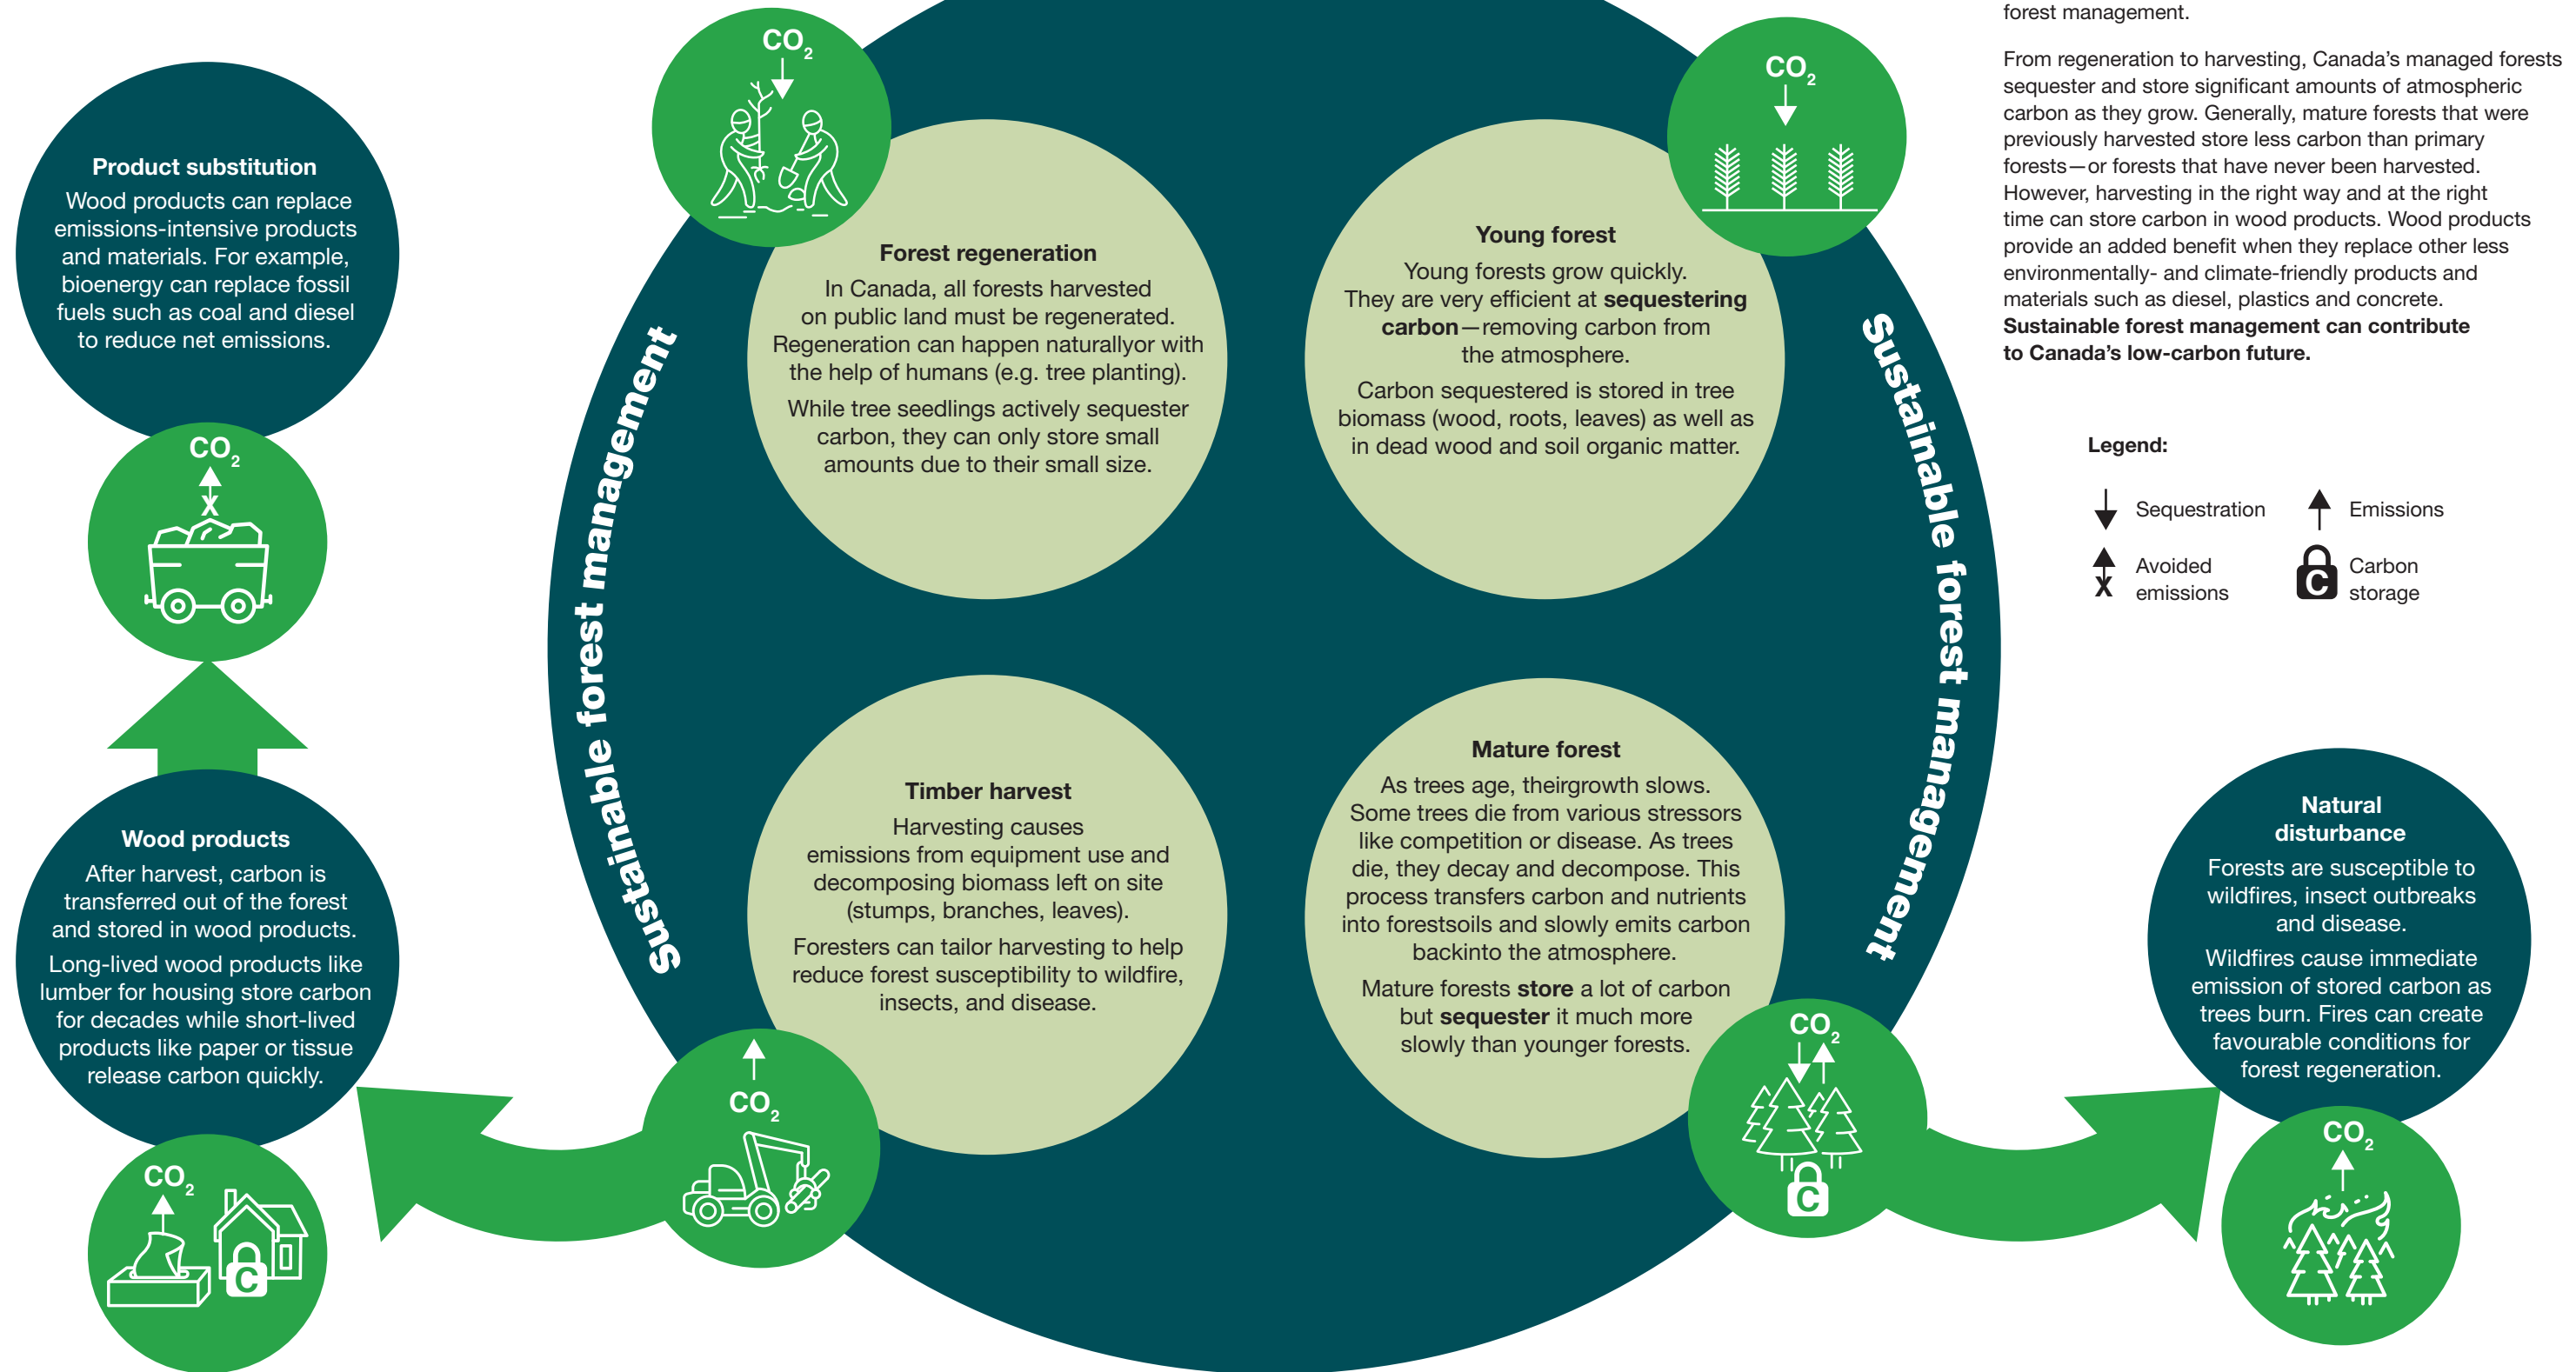 forest management.
From regeneration to harvesting, Canada's managed forests
sequester and store significant amounts of atmospheric
carbon as they grow. Generally, mature forests that were
previously harvested store less carbon than primary
forests—or forests that have never been harvested.
However, harvesting in the right way and at the right
time can store carbon in wood products. Wood products
provide an added benefit when they replace other less
environmentally- and climate-friendly products and
materials such as diesel, plastics and concrete.
Sustainable forest management can contribute
to Canada's low-carbon future.
Legend:
Sequestration
Emissions
Avoided
emissions
C
Carbon
storage
Product substitution
Wood products can replace
emissions-intensive products
and materials. For example,
bioenergy can replace fossil
fuels such as coal and diesel
to reduce net emissions.
CO2
X
Wood products
After harvest, carbon is
transferred out of the forest
and stored in wood products.
Long-lived wood products like
lumber for housing store carbon
for decades while short-lived
products like paper or tissue
release carbon quickly.
CO2
C
Sustainable forest management
CO2
Forest regeneration
In Canada, all forests harvested
on public land must be regenerated.
Regeneration can happen naturallyor with
the help of humans (e.g. tree planting).
While tree seedlings actively sequester
carbon, they can only store small
amounts due to their small size.
CO2
Young forest
Young forests grow quickly.
They are very efficient at sequestering
carbon—removing carbon from
the atmosphere.
Carbon sequestered is stored in tree
biomass (wood, roots, leaves) as well as
in dead wood and soil organic matter.
Timber harvest
Harvesting causes
emissions from equipment use and
decomposing biomass left on site
(stumps, branches, leaves).
Foresters can tailor harvesting to help
reduce forest susceptibility to wildfire,
insects, and disease.
CO2
Mature forest
As trees age, theirgrowth slows.
Some trees die from various stressors
like competition or disease. As trees
die, they decay and decompose. This
process transfers carbon and nutrients
into forestsoils and slowly emits carbon
backinto the atmosphere.
Mature forests store a lot of carbon
but sequester it much more
slowly than younger forests.
CO2
C
Sustainable forest management
Natural
disturbance
Forests are susceptible to
wildfires, insect outbreaks
and disease.
Wildfires cause immediate
emission of stored carbon as
trees burn. Fires can create
favourable conditions for
forest regeneration.
CO2
X